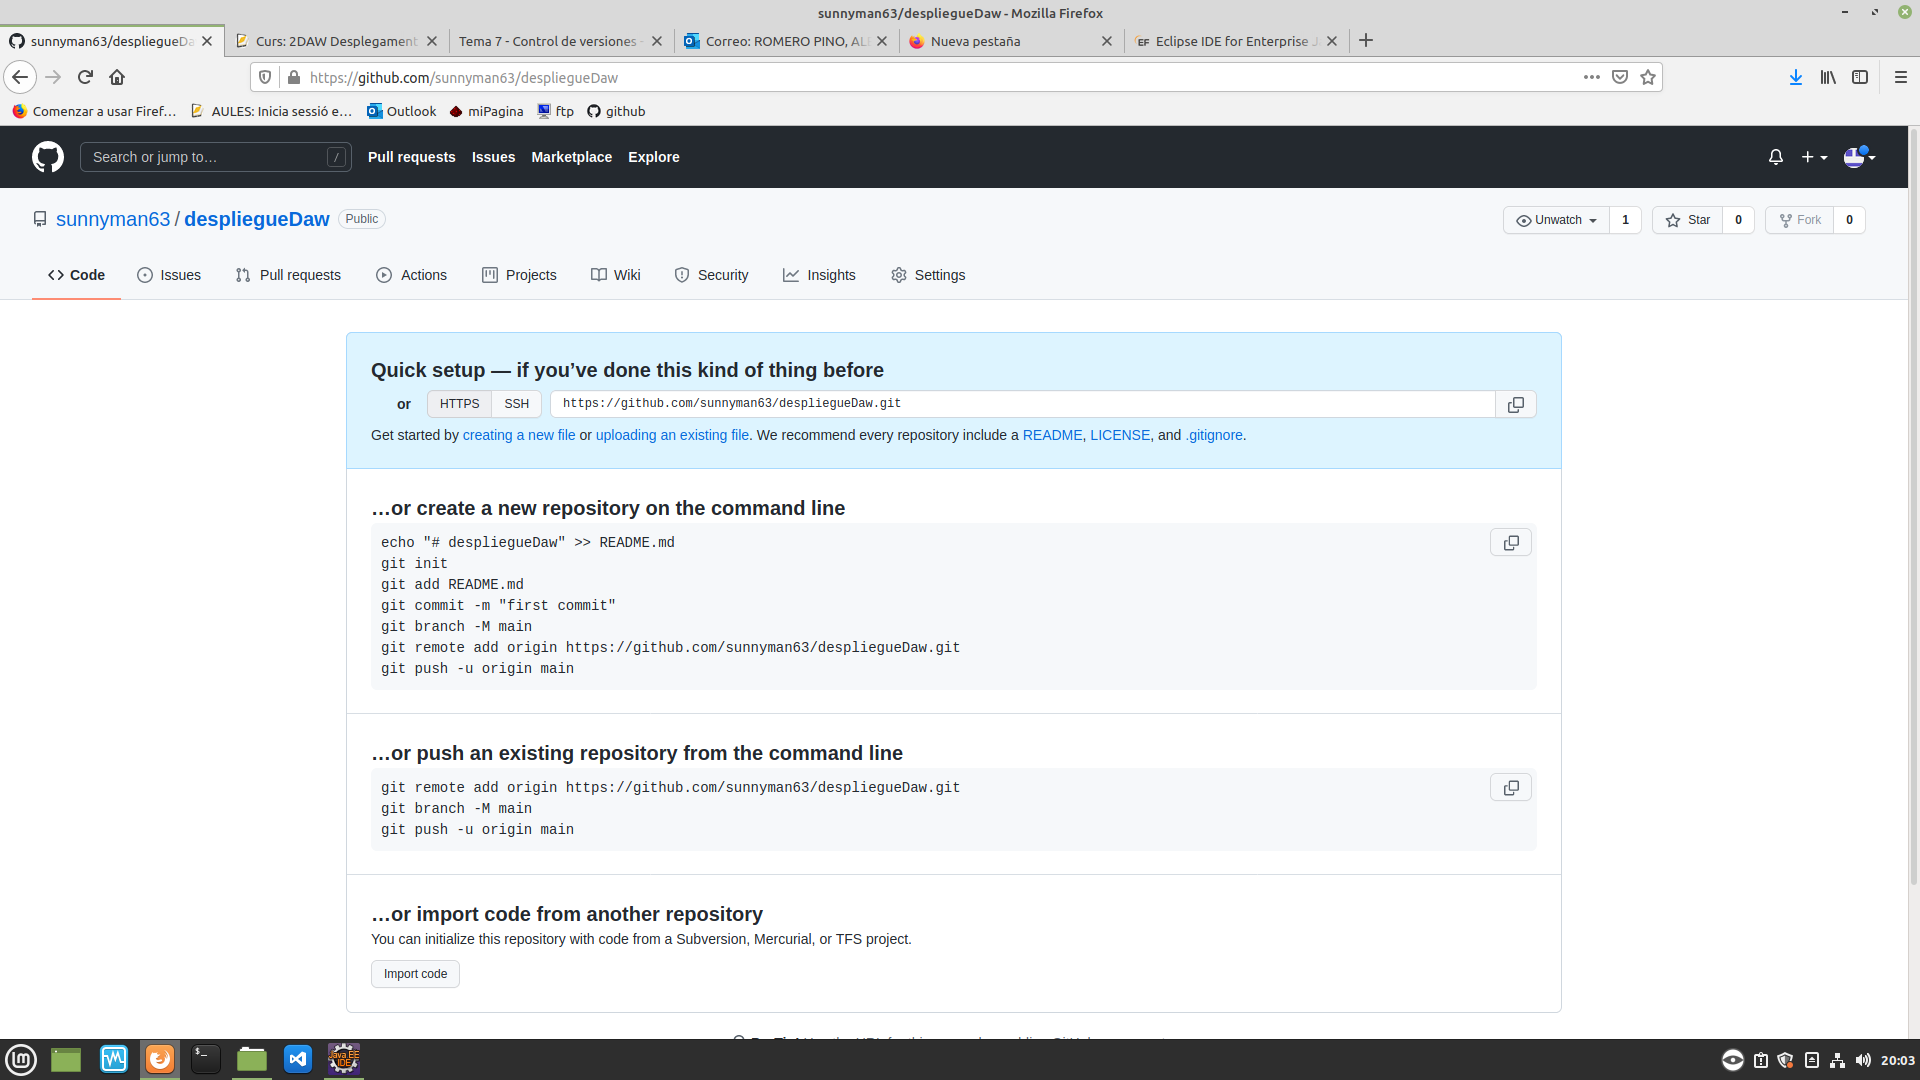 sunnyman63/despliegueDaw - Mozilla Firefox
sunnyman63/despliegueDa
Curs: 2DAW Desplegament
Tema 7 - Control de versiones -
Correo: ROMERO PINO, ALE
Nueva pestaña
EF Eclipse IDE for Enterprise Ja
https://github.com/sunnyman63/despliegueDaw
Comenzar a usar Firef…
AULES: Inicia sessió e…
Outlook
miPagina
ftp
github
Search or jump to…
/
Pull requests
Issues
Marketplace
Explore
sunnyman63 / despliegueDaw
Public
Unwatch
1
Star
0
Fork
0
Code
Issues
Pull requests
Actions
Projects
Wiki
Security
Insights
Settings
Quick setup — if you’ve done this kind of thing before
or
HTTPS
SSH
https://github.com/sunnyman63/despliegueDaw.git
Get started by creating a new file or uploading an existing file. We recommend every repository include a README, LICENSE, and .gitignore.
…or create a new repository on the command line
echo "# despliegueDaw" >> README.md
git init
git add README.md
git commit -m "first commit"
git branch -M main
git remote add origin https://github.com/sunnyman63/despliegueDaw.git
git push -u origin main
…or push an existing repository from the command line
git remote add origin https://github.com/sunnyman63/despliegueDaw.git
git branch -M main
git push -u origin main
…or import code from another repository
You can initialize this repository with code from a Subversion, Mercurial, or TFS project.
Import code
Java EE
IDE
20:03